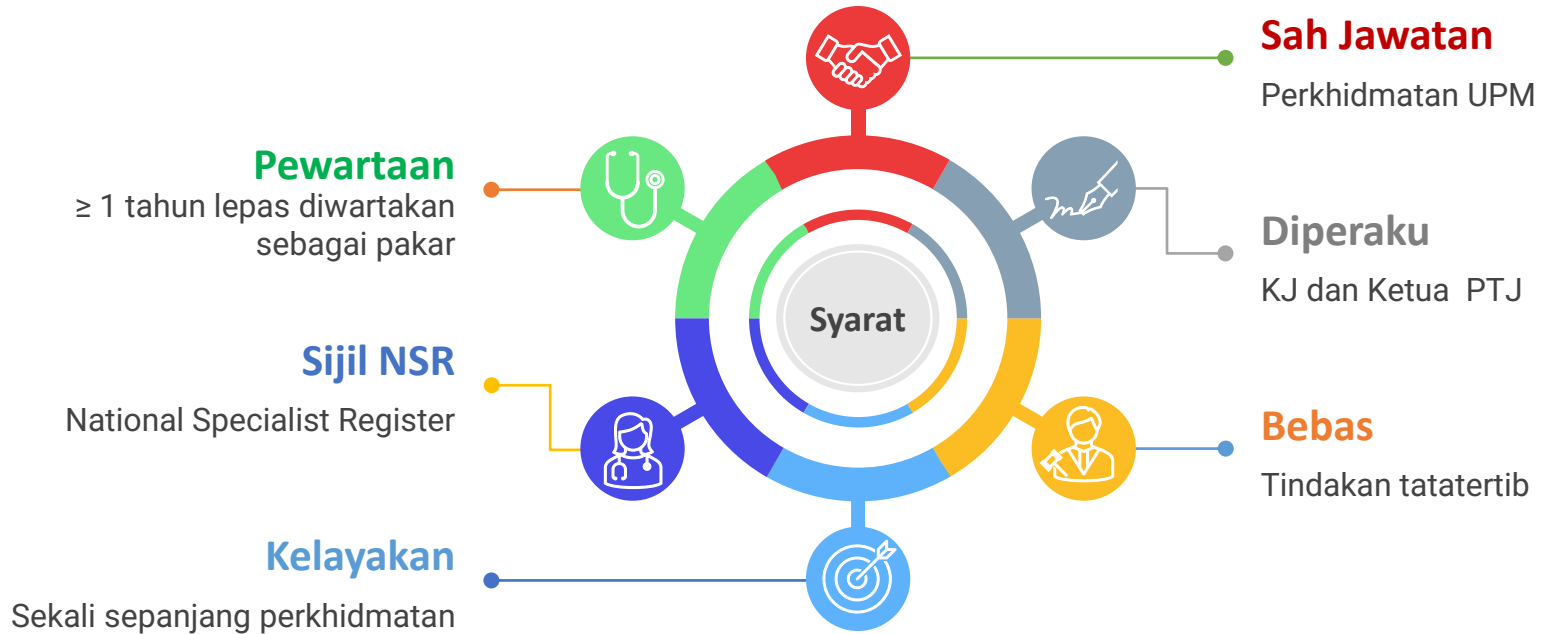 Sah Jawatan
Perkhidmatan UPM
Pewartaan
≥ 1 tahun lepas diwartakan
sebagai pakar
Diperaku
KJ dan Ketua PTJ
Syarat
Sijil NSR
National Specialist Register
Bebas
Tindakan tatatertib
Kelayakan
Sekali sepanjang perkhidmatan